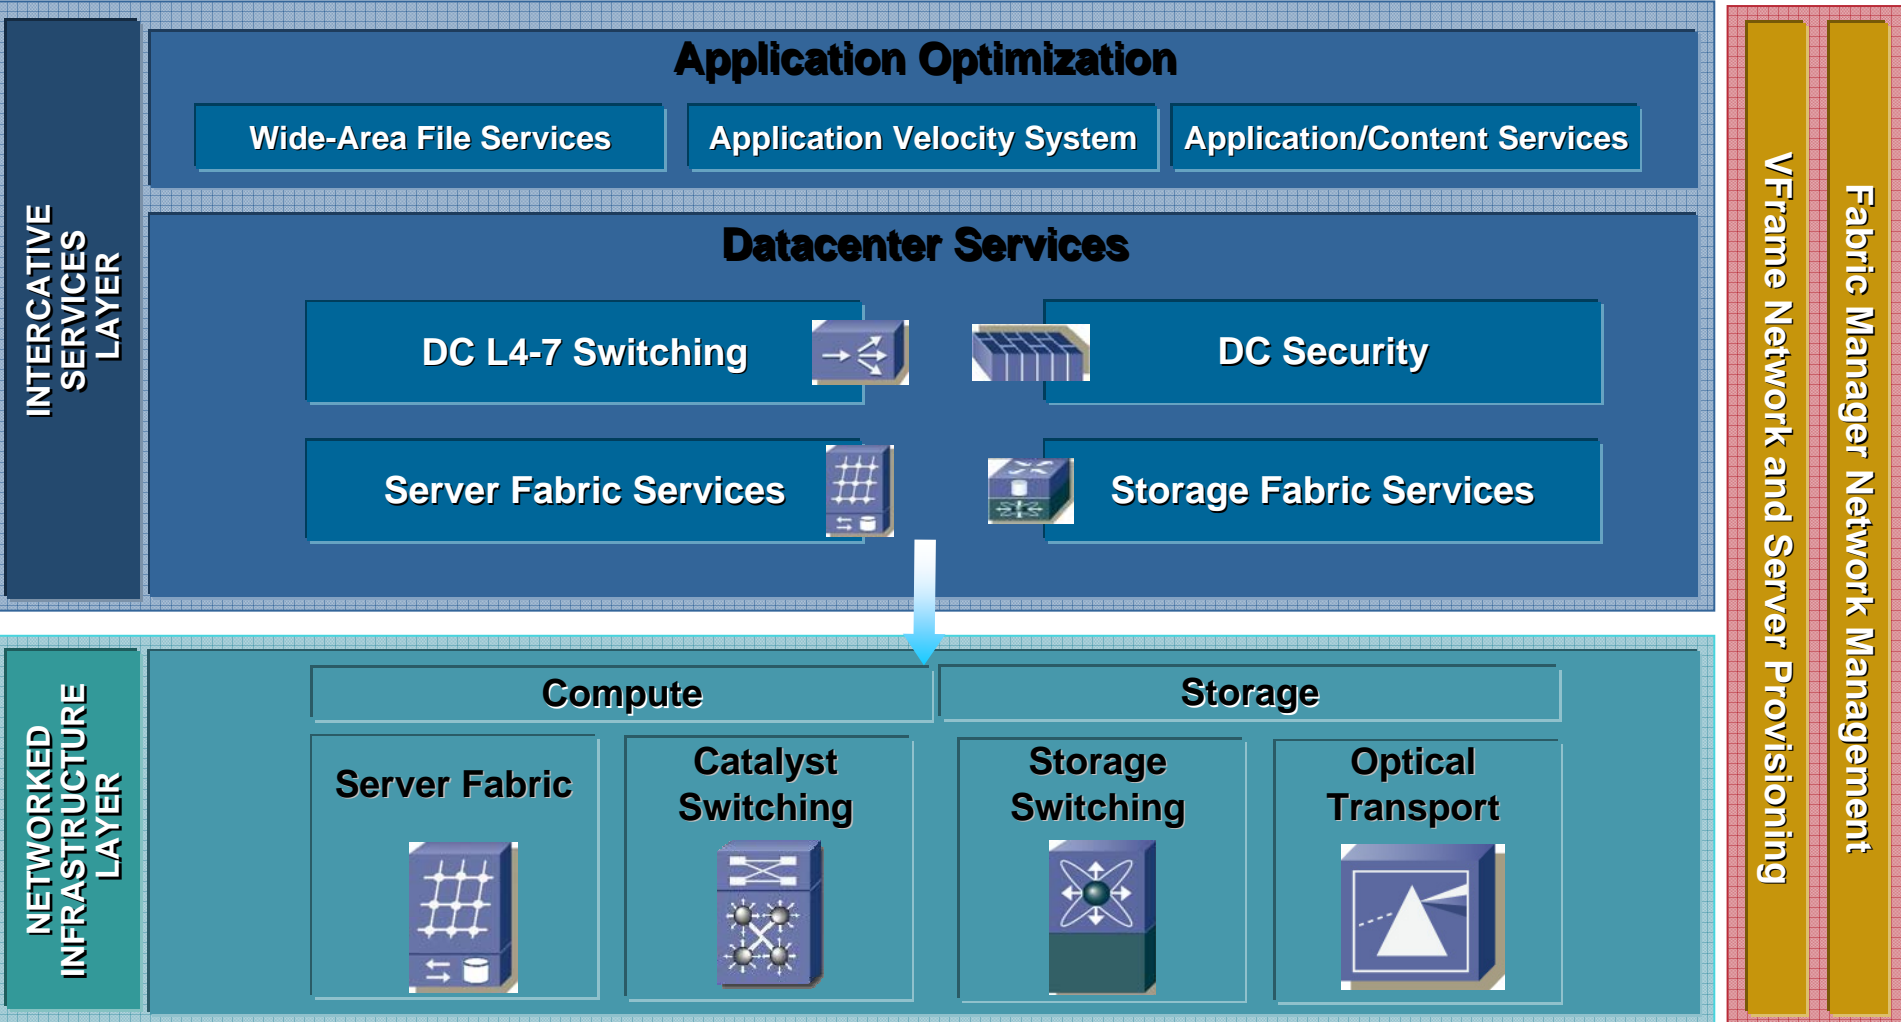 Application Optimization
Wide-Area File Services
Application Velocity System
Application/Content Services
INTERCATIVE
SERVICES
LAYER
Datacenter Services
DC L4-7 Switching
DC Security
Server Fabric Services
Storage Fabric Services
NETWORKED
INFRASTRUCTURE
LAYER
Compute
Storage
Server Fabric
Catalyst
Switching
Storage
Switching
Optical
Transport
VFrame Network and Server Provisioning
Fabric Manager Network Management